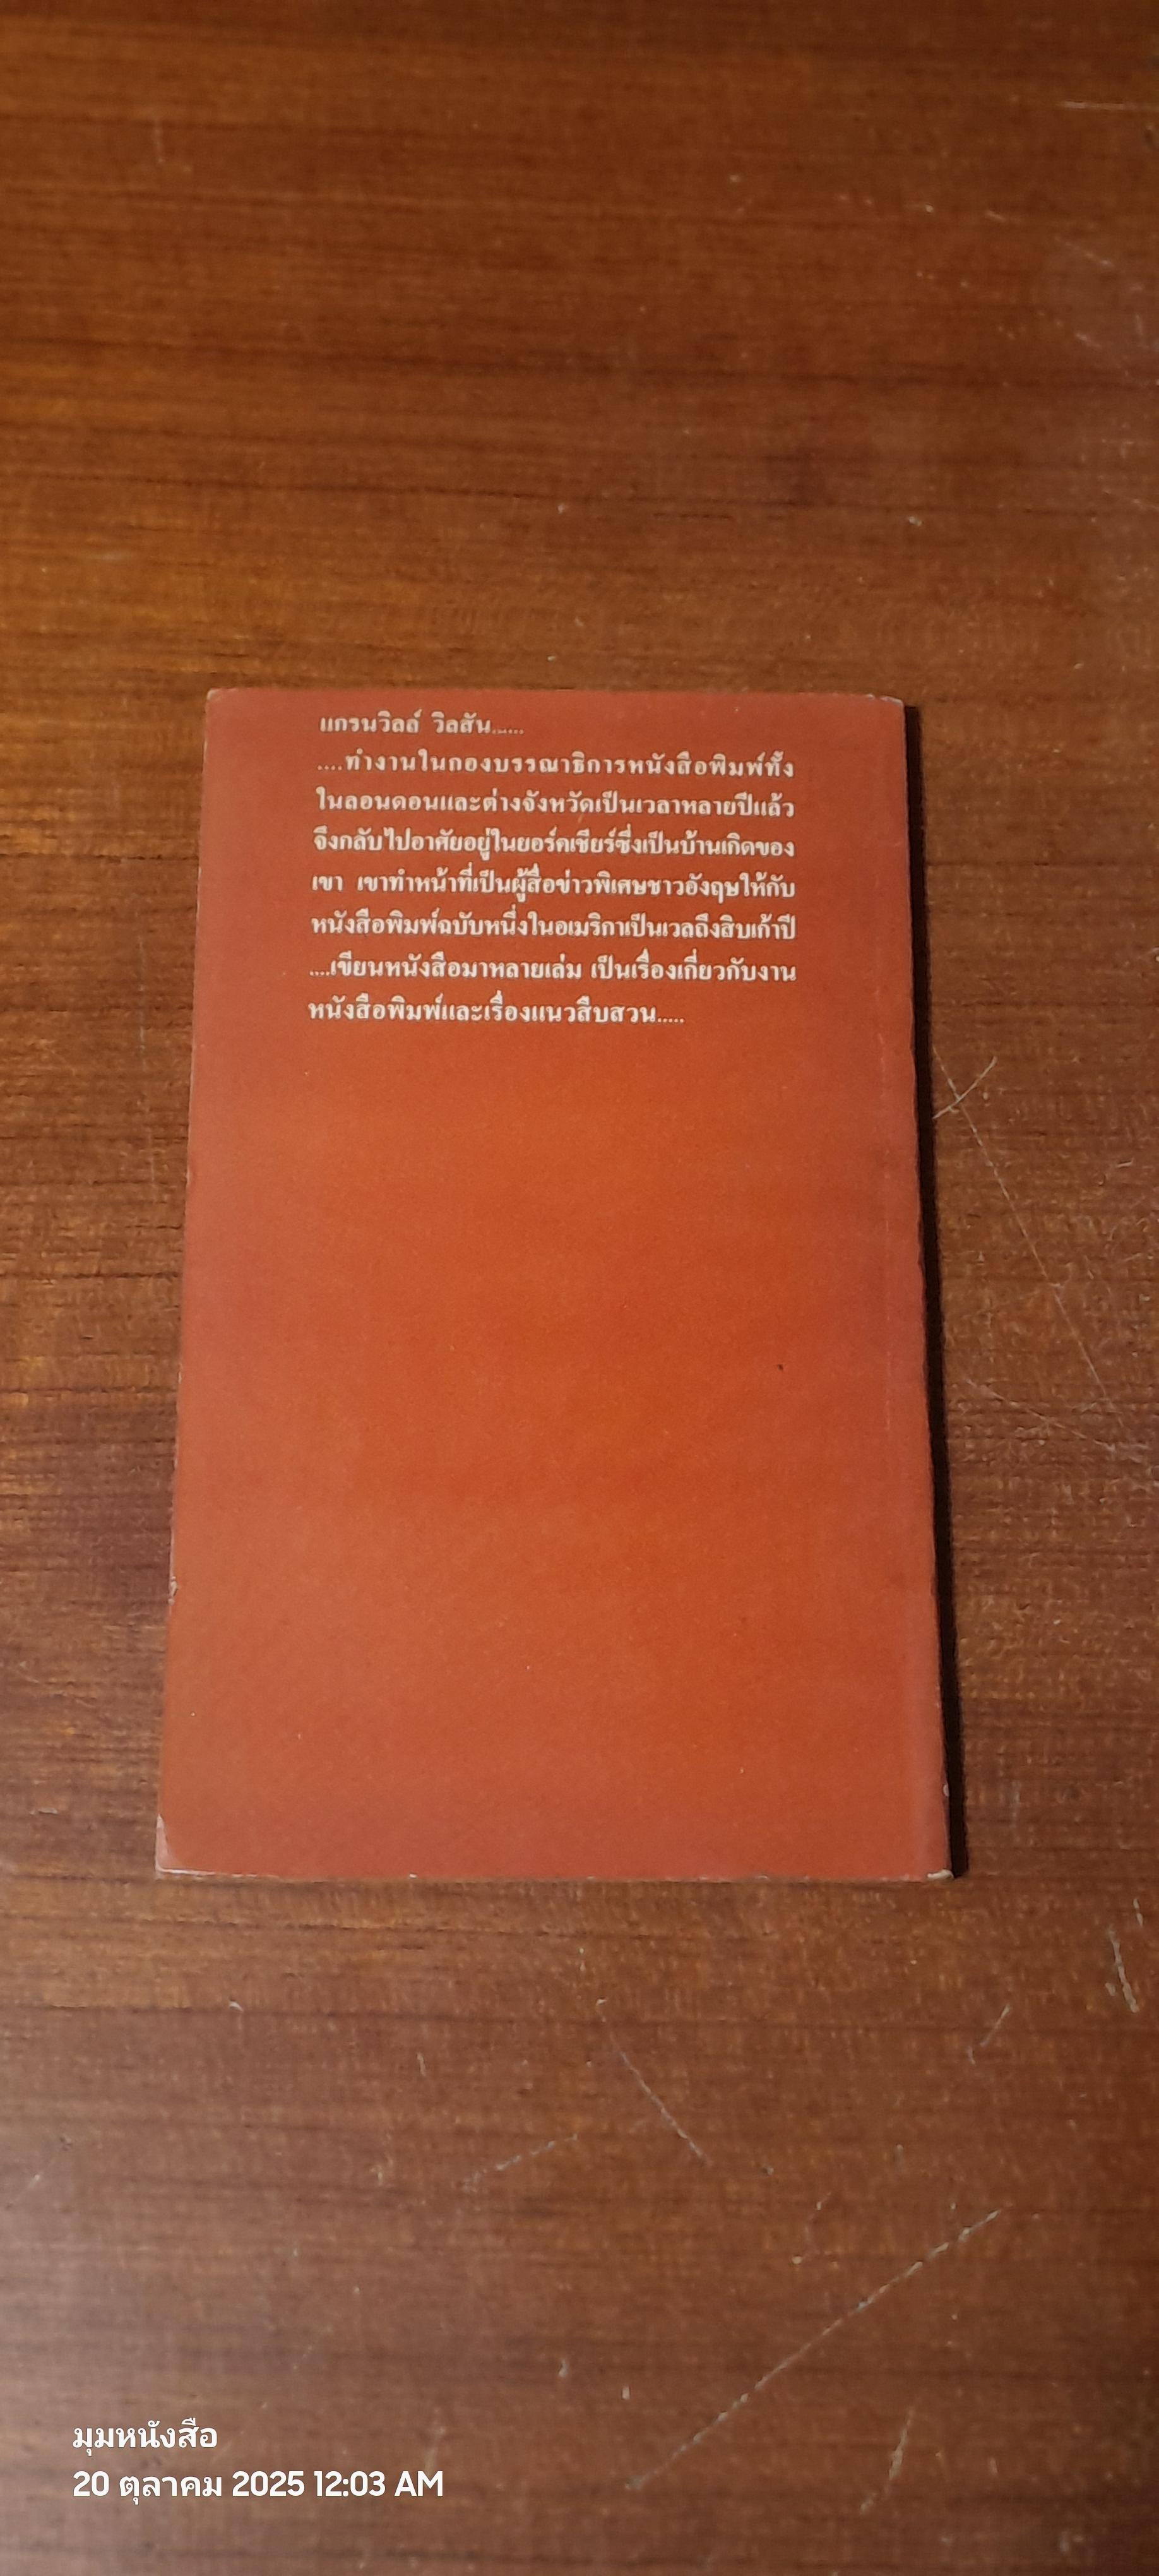 แกรนวิลล์ วิลสัน......
....ทำงานในกองบรรณาธิการหนังสือพิมพ์ทั้ง
ในลอนดอนและต่างจังหวัดเป็นเวลาหลายปีแล้ว
จึงกลับไปอาศัยอยู่ในยอร์คเชียร์ซึ่งเป็นบ้านเกิดของ
เขา เขาทำหน้าที่เป็นผู้สื่อข่าวพิเศษชาวอังกฤษให้กับ
หนังสือพิมพ์ฉบับหนึ่งในอเมริกาเป็นเวลถึงสิบเก้าปี
....เขียนหนังสือมาหลายเล่ม เป็นเรื่องเกี่ยวกับงาน
หนังสือพิมพ์และเรื่องแนวสืบสวน.....
มุมหนังสือ
20 ตุลาคม 2025 12:03 AM